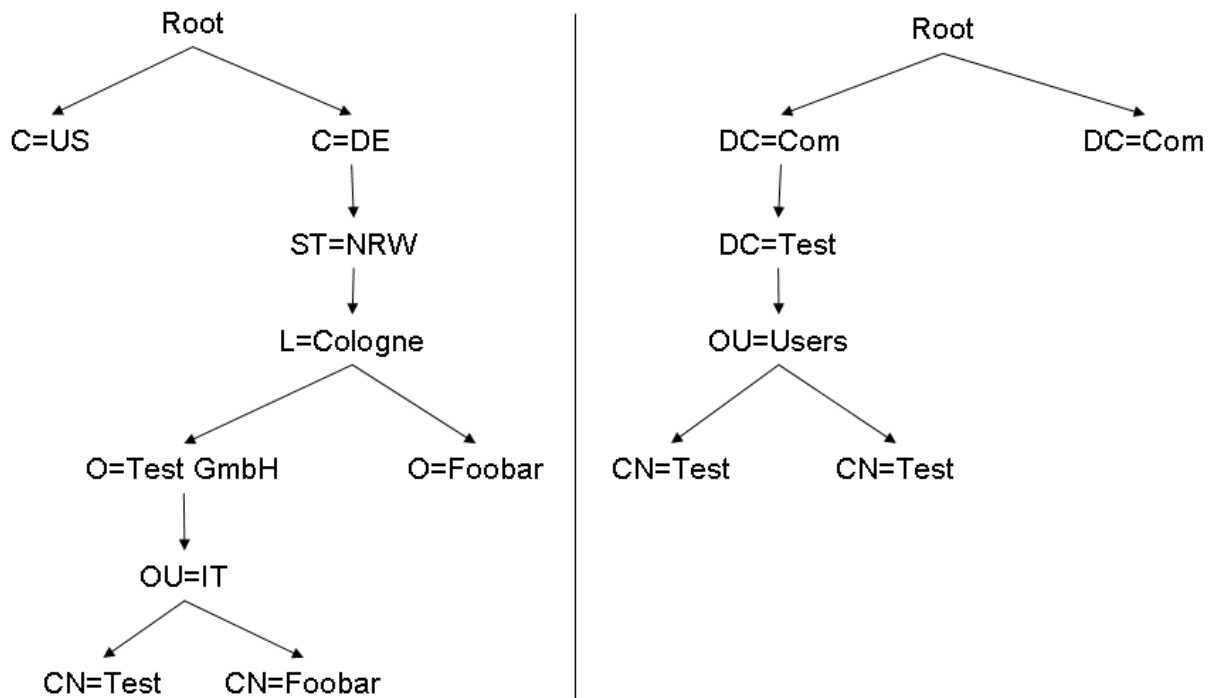 Root
C=US
C=DE
ST=NRW
L=Cologne
O=Test GmbH
O=Foobar
OU=IT
CN=Test
CN=Foobar
Root
DC=Com
DC=Com
DC=Test
OU=Users
CN=Test
CN=Test